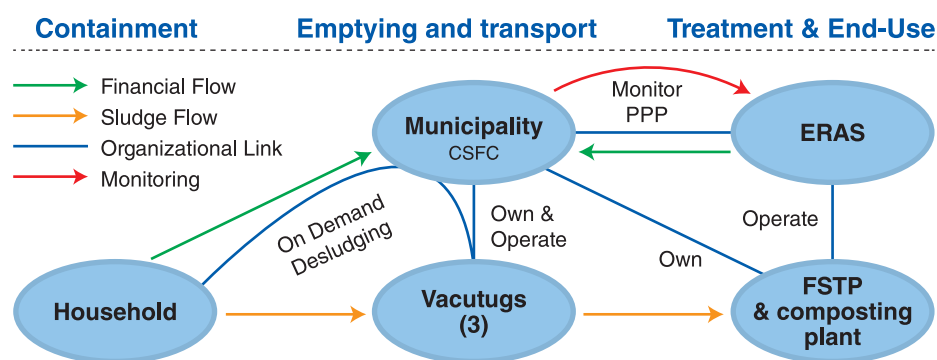 Containment
Emptying and transport
Treatment & End-Use
Financial Flow
Sludge Flow
Organizational Link
Monitoring
Municipality
CSFC
Monitor
PPP
ERAS
On Demand
Desludging
Own &
Operate
Own
Operate
Household
Vacutugs
(3)
FSTP
& composting
plant